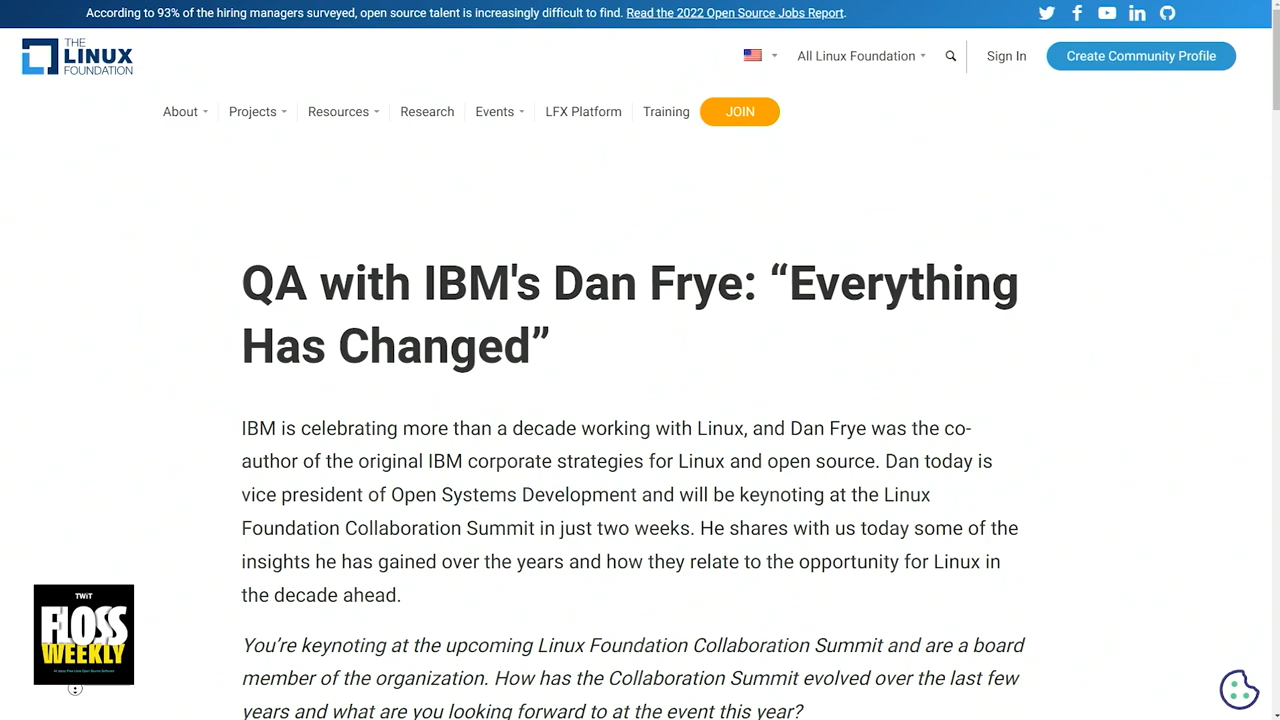 According to 93% of the hiring managers surveyed, open source talent is increasingly difficult to find. Read the 2022 Open Source Jobs Report.
THE
LINUX
FOUNDATION
All Linux Foundation
Sign In
Create Community Profile
About
Projects
Resources
Research
Events
LFX Platform
Training
JOIN
QA with IBM's Dan Frye: “Everything
Has Changed”
IBM is celebrating more than a decade working with Linux, and Dan Frye was the co-
author of the original IBM corporate strategies for Linux and open source. Dan today is
vice president of Open Systems Development and will be keynoting at the Linux
Foundation Collaboration Summit in just two weeks. He shares with us today some of the
insights he has gained over the years and how they relate to the opportunity for Linux in
the decade ahead.
You’re keynoting at the upcoming Linux Foundation Collaboration Summit and are a board
member of the organization. How has the Collaboration Summit evolved over the last few
years and what are you looking forward to at the event this year?
TWiT
FLOSS
WEEKLY